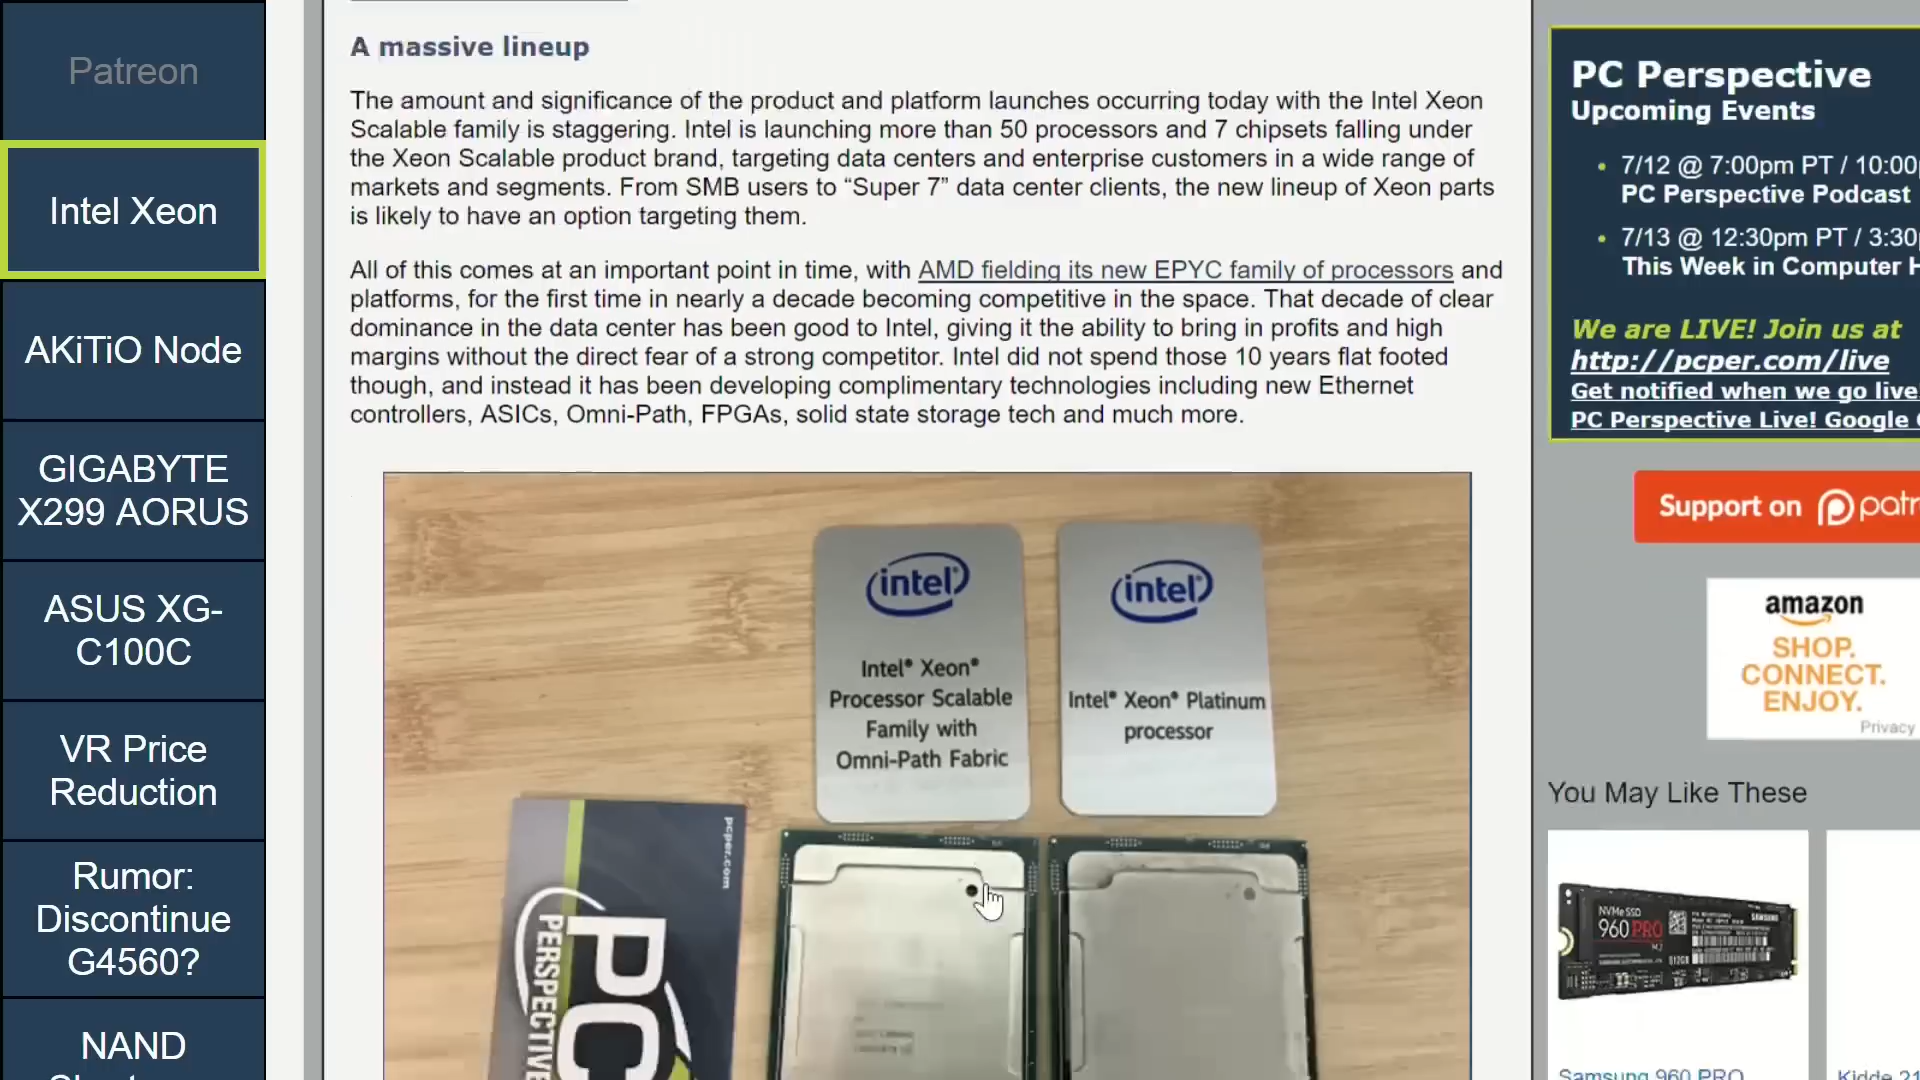 Patreon
Intel Xeon
AKiTiO Node
GIGABYTE
X299 AORUS
ASUS XG-
C100C
VR Price
Reduction
Rumor:
Discontinue
G4560?
NAND
A massive lineup
The amount and significance of the product and platform launches occurring today with the Intel Xeon
Scalable family is staggering. Intel is launching more than 50 processors and 7 chipsets falling under
the Xeon Scalable product brand, targeting data centers and enterprise customers in a wide range of
markets and segments. From SMB users to “Super 7” data center clients, the new lineup of Xeon parts
is likely to have an option targeting them.
All of this comes at an important point in time, with AMD fielding its new EPYC family of processors and
platforms, for the first time in nearly a decade becoming competitive in the space. That decade of clear
dominance in the data center has been good to Intel, giving it the ability to bring in profits and high
margins without the direct fear of a strong competitor. Intel did not spend those 10 years flat footed
though, and instead it has been developing complimentary technologies including new Ethernet
controllers, ASICs, Omni-Path, FPGAs, solid state storage tech and much more.
intel
Intel® Xeon®
Processor Scalable
Family with
Omni-Path Fabric
intel
Intel® Xeon® Platinum
processor
pcper.com
PC
PERSPECTIVE
PC Perspective
Upcoming Events
• 7/12 @ 7:00pm PT / 10:00p
PC Perspective Podcast
• 7/13 @ 12:30pm PT / 3:30p
This Week in Computer H
We are LIVE! Join us at
http://pcper.com/live
Get notified when we go live
PC Perspective Live! Google
Support on patr
amazon
SHOP.
CONNECT.
ENJOY.
Privacy
You May Like These
NVMe SSD
960 PRO
M.2
SAMSUNG
512GB
Samsung 960 PRO
Kidde 21